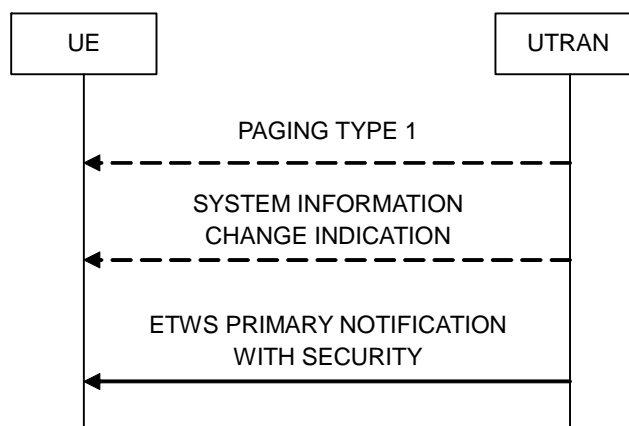 UE
UTRAN
PAGING TYPE 1
SYSTEM INFORMATION
CHANGE INDICATION
ETWS PRIMARY NOTIFICATION
WITH SECURITY